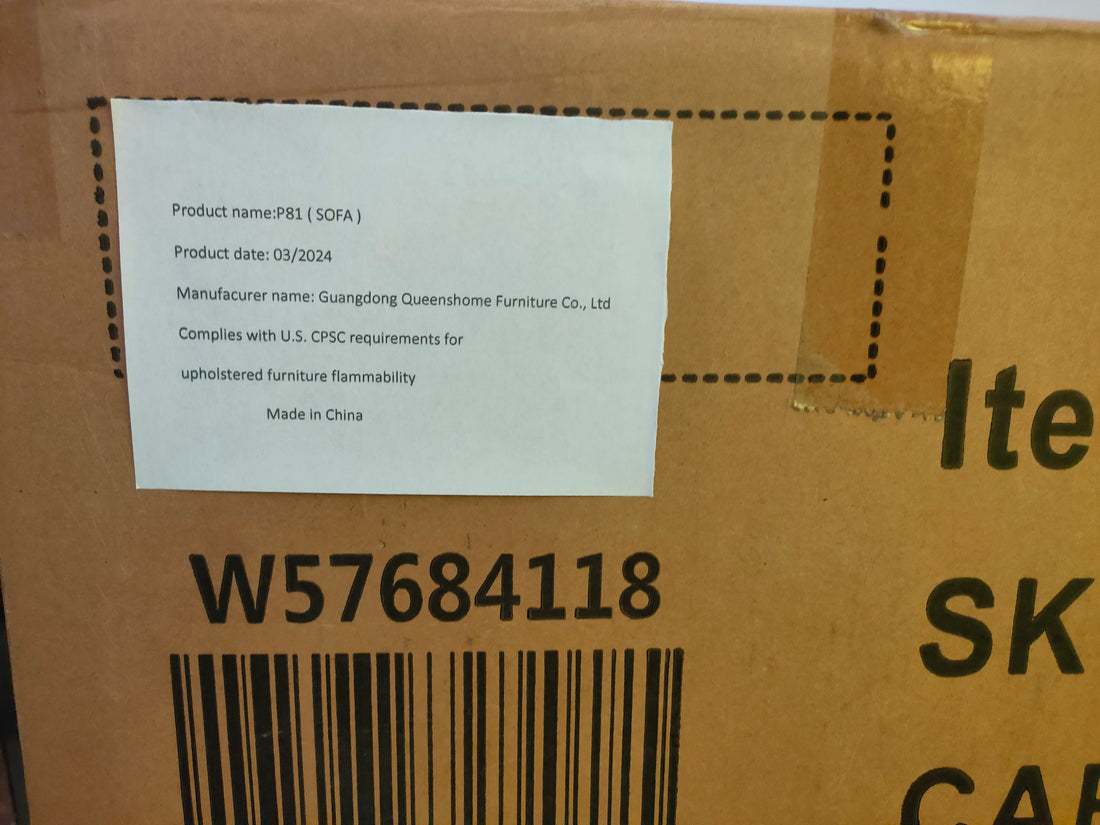 Product name:P81 ( SOFA )
Product date: 03/2024
Manufacurer name: Guangdong Queenshome Furniture Co., Ltd
Complies with U.S. CPSC requirements for
upholstered furniture flammability
Made in China
Ite
W57684118
SK
CA